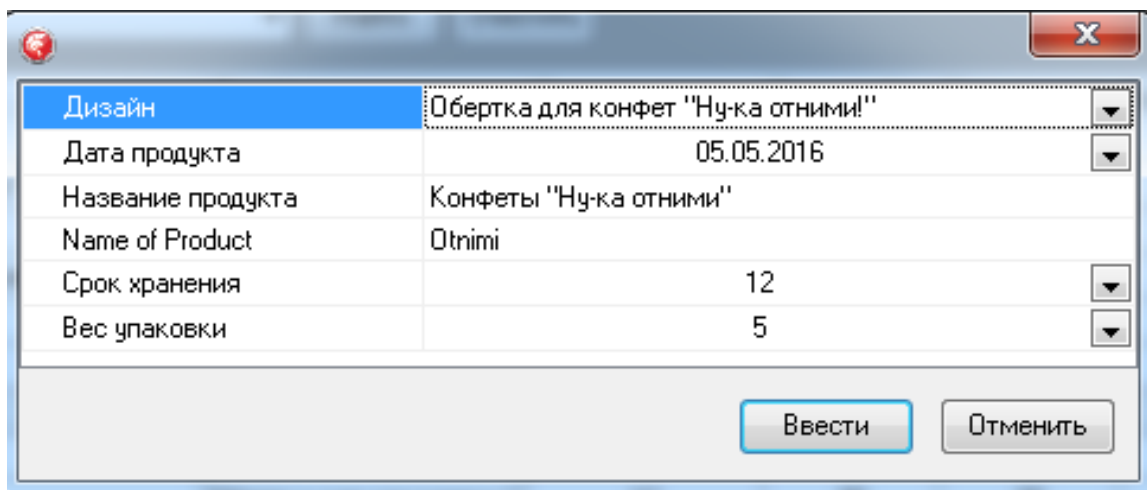 Дизайн Обертка для конфет "Ну-ка отними!"
Дата продукта 05.05.2016
Название продукта Конфеты "Ну-ка отними"
Name of Product Otnimi
Срок хранения 12
Вес упаковки 5
Ввести Отменить